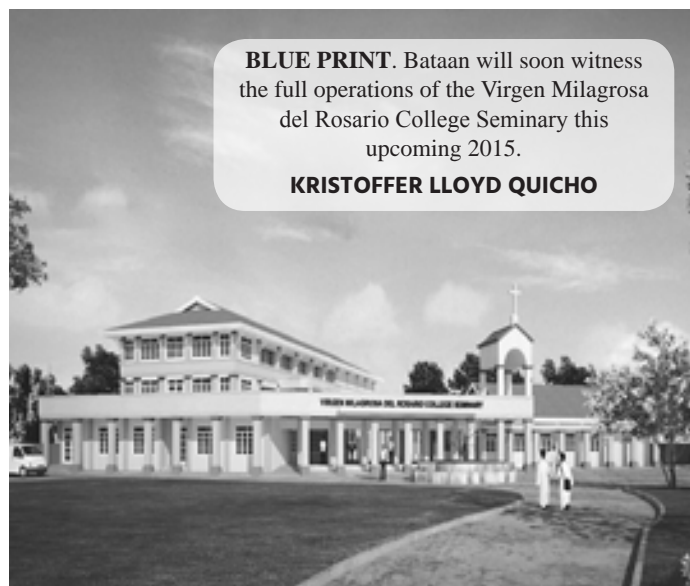 BLUE PRINT. Bataan will soon witness
the full operations of the Virgen Milagrosa
del Rosario College Seminary this
upcoming 2015.
KRISTOFFER LLOYD QUICHO
VIRGEN MILAGROSA DEL ROSARIO COLLEGE SEMINARY